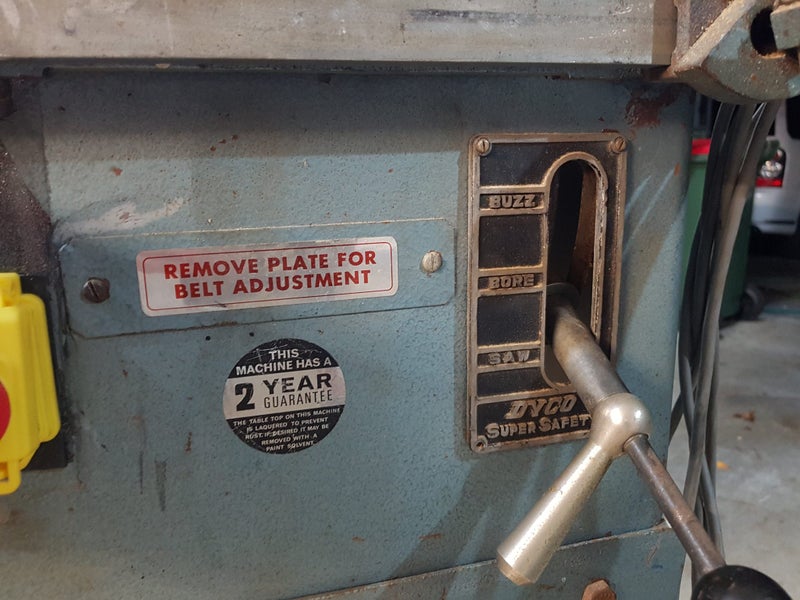 REMOVE PLATE FOR
BELT ADJUSTMENT
THIS
MACHINE HAS A
2 YEAR
GUARANTEE
THE TABLE TOP ON THIS MACHINE
IS LAQUERED TO PREVENT
RUST. IF DESIRED IT MAY BE
REMOVED WITH A
PAINT SOLVENT
BUZZ
BORE
SAW
DYCO
SUPER SAFET